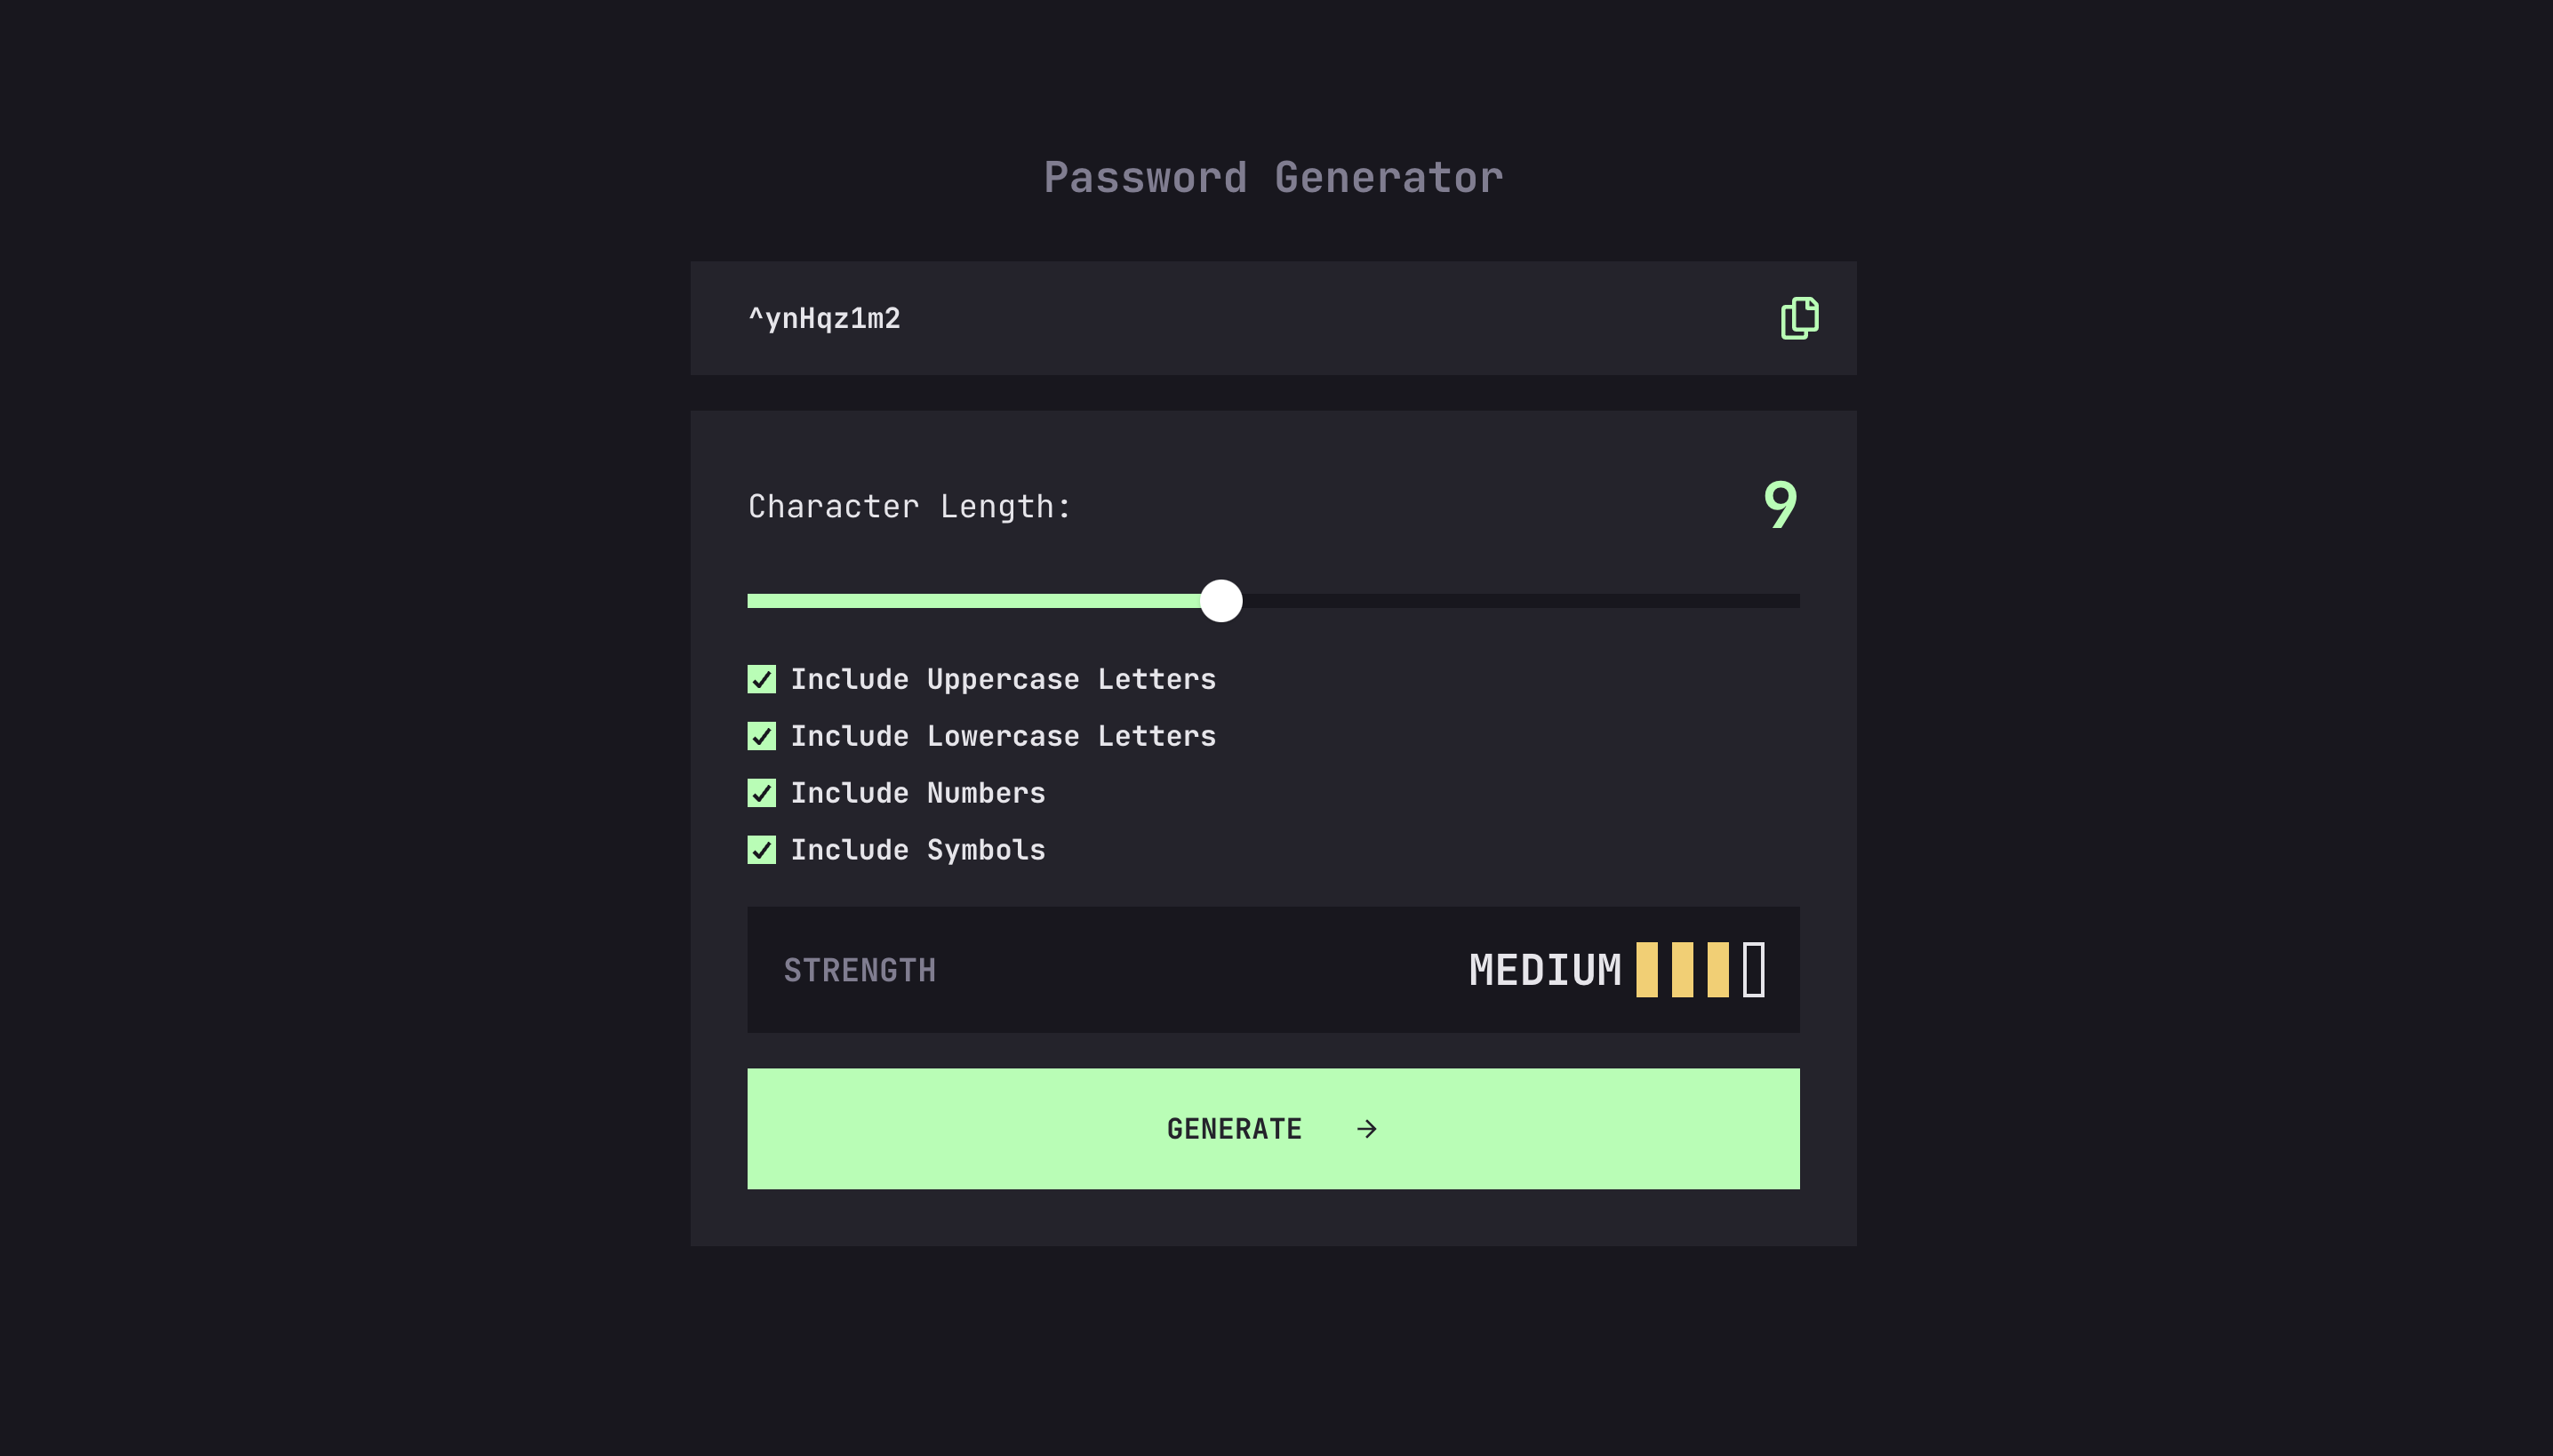 Password Generator
^ynHqz1m2
Character Length: 9
Include Uppercase Letters
Include Lowercase Letters
Include Numbers
Include Symbols
STRENGTH MEDIUM
GENERATE →